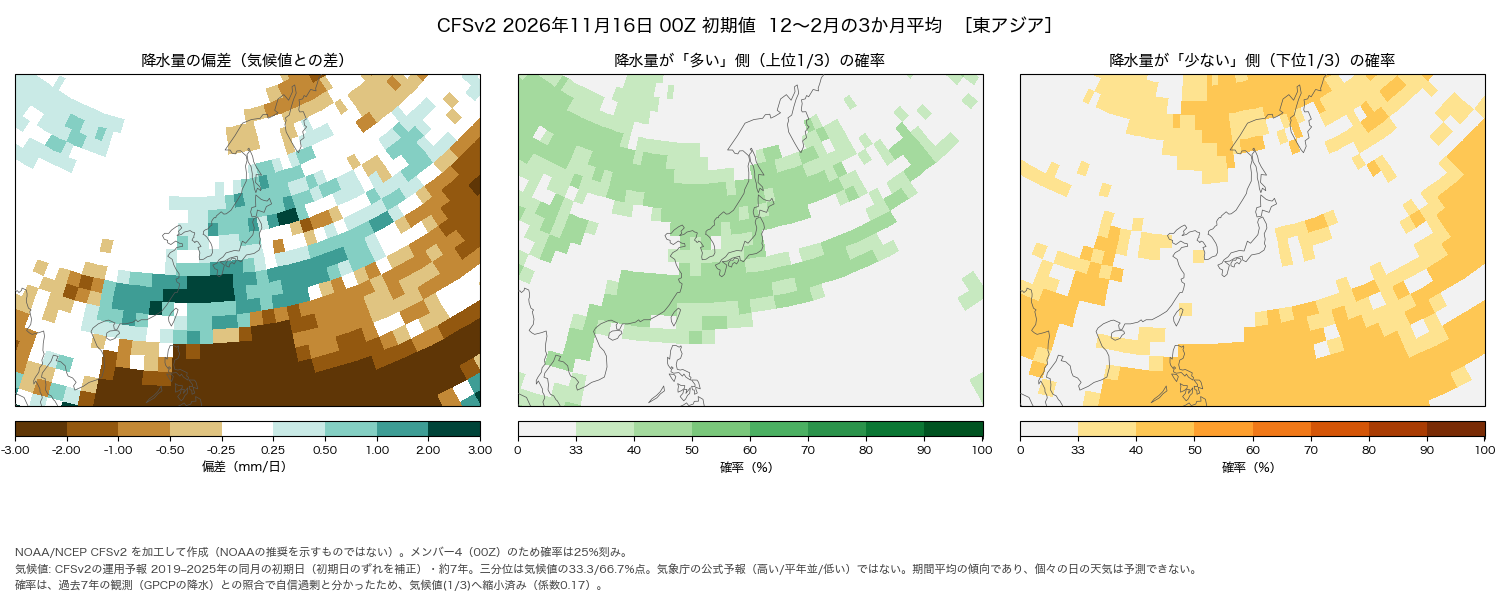 CFSv2 2026年11月16日 00Z 初期値 12～2月の3か月平均 ［東アジア］
降水量の偏差（気候値との差）
降水量が「多い」側（上位1/3）の確率
降水量が「少ない」側（下位1/3）の確率
-3.00 -2.00 -1.00 -0.50 -0.25 0.25 0.50 1.00 2.00 3.00
偏差（mm/日）
0 33 40 50 60 70 80 90 100
確率（%）
0 33 40 50 60 70 80 90 100
確率（%）
NOAA/NCEP CFSv2 を加工して作成（NOAAの推奨を示すものではない）。メンバー4（00Z）のため確率は25%刻み。
気候値: CFSv2の運用予報 2019–2025年の同月の初期日（初期日のずれを補正）・約7年。三分位は気候値の33.3/66.7%点。気象庁の公式予報（高い/平年並/低い）ではない。期間平均の傾向であり、個々の日の天気は予測できない。
確率は、過去7年の観測（GPCPの降水）との照合で自信過剰と分かったため、気候値(1/3)へ縮小済み（係数0.17）。